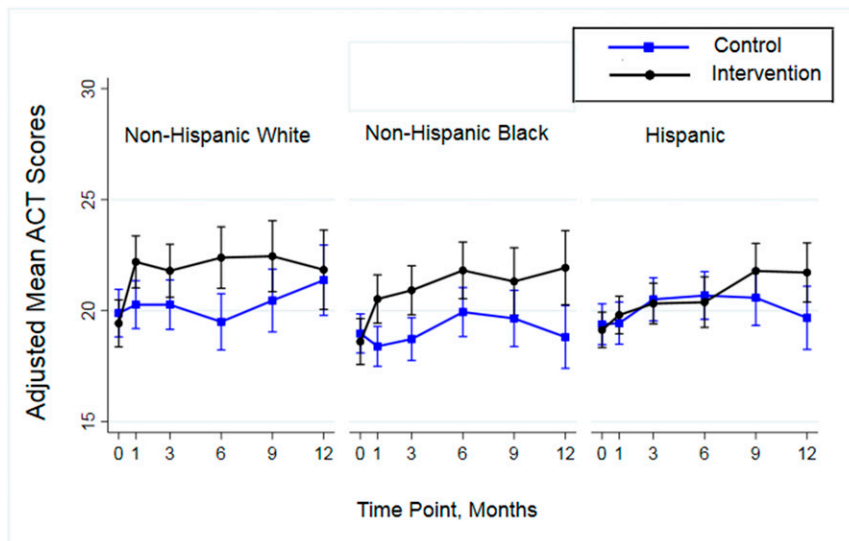 Control
Intervention
Non-Hispanic White
Non-Hispanic Black
Hispanic
Adjusted Mean ACT Scores
30
25
20
15
0 1 3 6 9 12
0 1 3 6 9 12
0 1 3 6 9 12
Time Point, Months